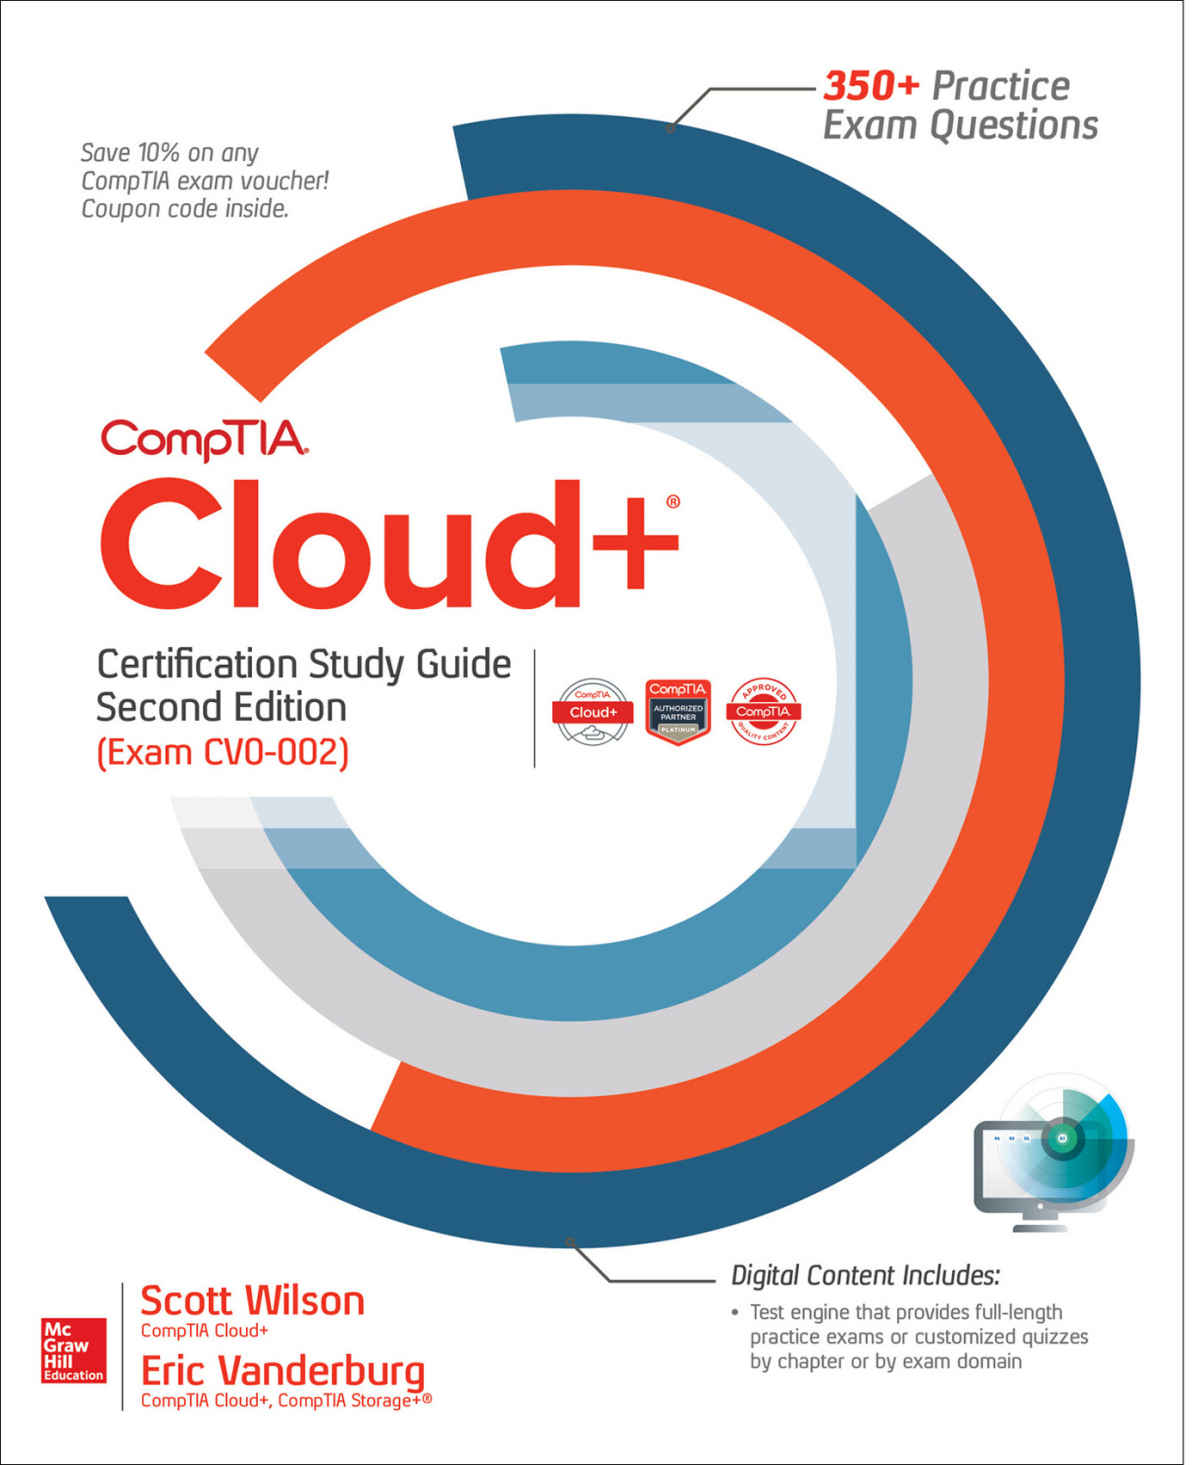 350+ Practice
Exam Questions
Save 10% on any
CompTIA exam voucher!
Coupon code inside.
CompTIA®
Cloud+®
Certification Study Guide
Second Edition
(Exam CV0-002)
CompTIA
Cloud+
CompTIA
AUTHORIZED
PARTNER
PLATINUM
APPROVED
CompTIA
QUALITY CONTENT
Digital Content Includes:
• Test engine that provides full-length
practice exams or customized quizzes
by chapter or by exam domain
Mc
Graw
Hill
Education
Scott Wilson
CompTIA Cloud+
Eric Vanderburg
CompTIA Cloud+, CompTIA Storage+®